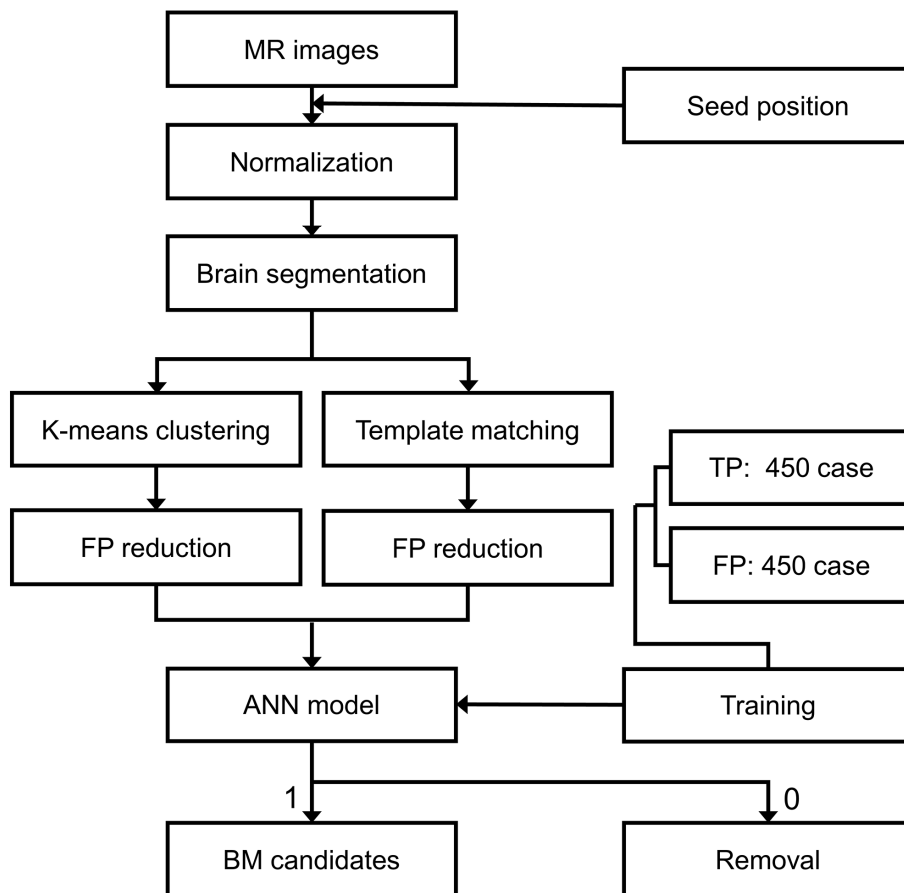 MR images
Seed position
Normalization
Brain segmentation
K-means clustering
Template matching
TP:  450 case
FP reduction
FP reduction
FP: 450 case
ANN model
Training
1
0
BM candidates
Removal